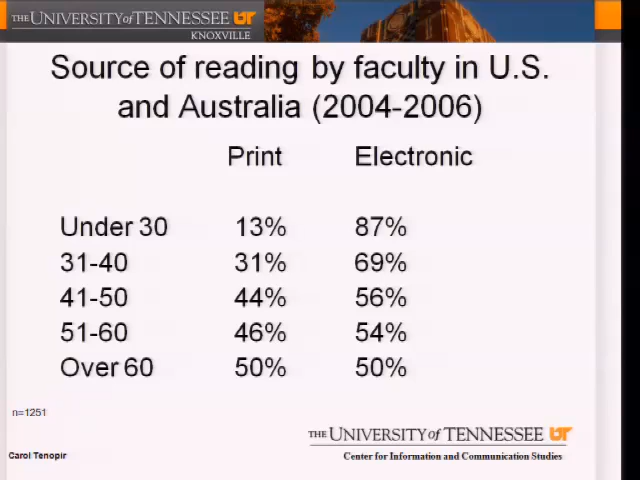 THE UNIVERSITY of TENNESSEE UT
KNOXVILLE
Source of reading by faculty in U.S.
and Australia (2004-2006)
Print Electronic
Under 30 13% 87%
31-40 31% 69%
41-50 44% 56%
51-60 46% 54%
Over 60 50% 50%
n=1251
THE UNIVERSITY of TENNESSEE UT
Carol Tenopir
Center for Information and Communication Studies